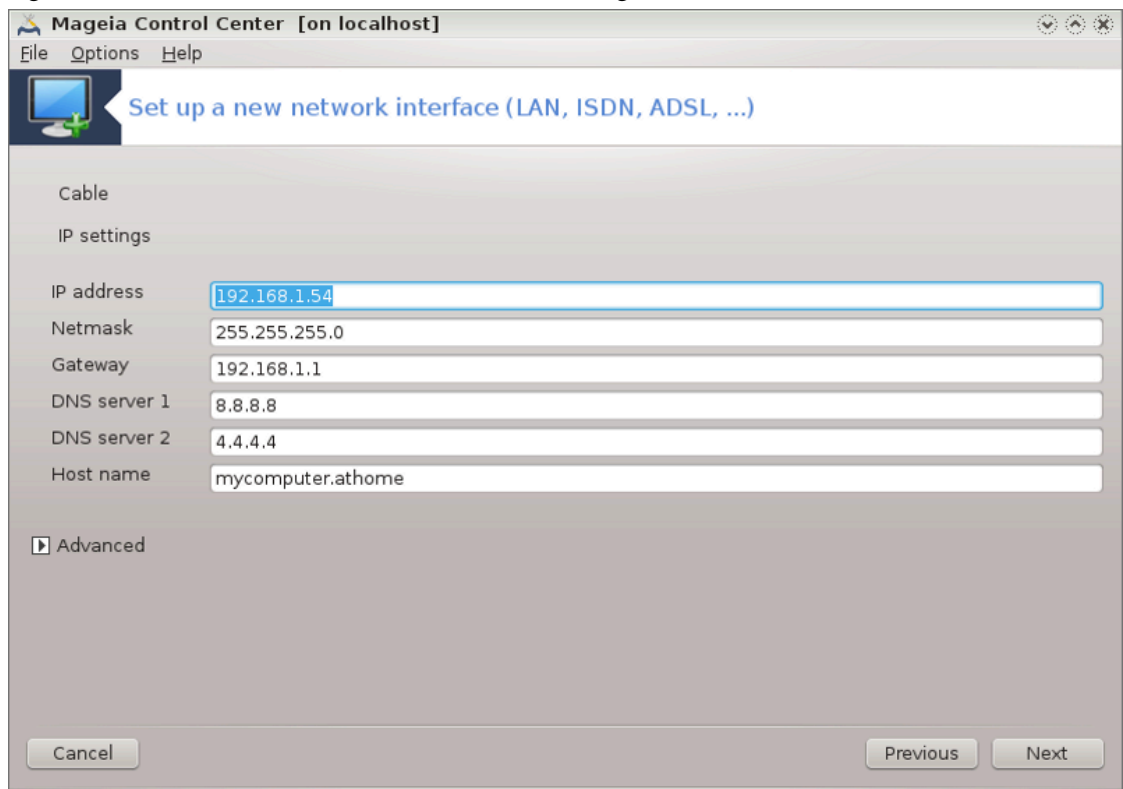 Mageia Control Center [on localhost]
File Options Help
Set up a new network interface (LAN, ISDN, ADSL, ...)
Cable
IP settings
IP address 192.168.1.54
Netmask 255.255.255.0
Gateway 192.168.1.1
DNS server 1 8.8.8.8
DNS server 2 4.4.4.4
Host name mycomputer.athome
Advanced
Cancel Previous Next